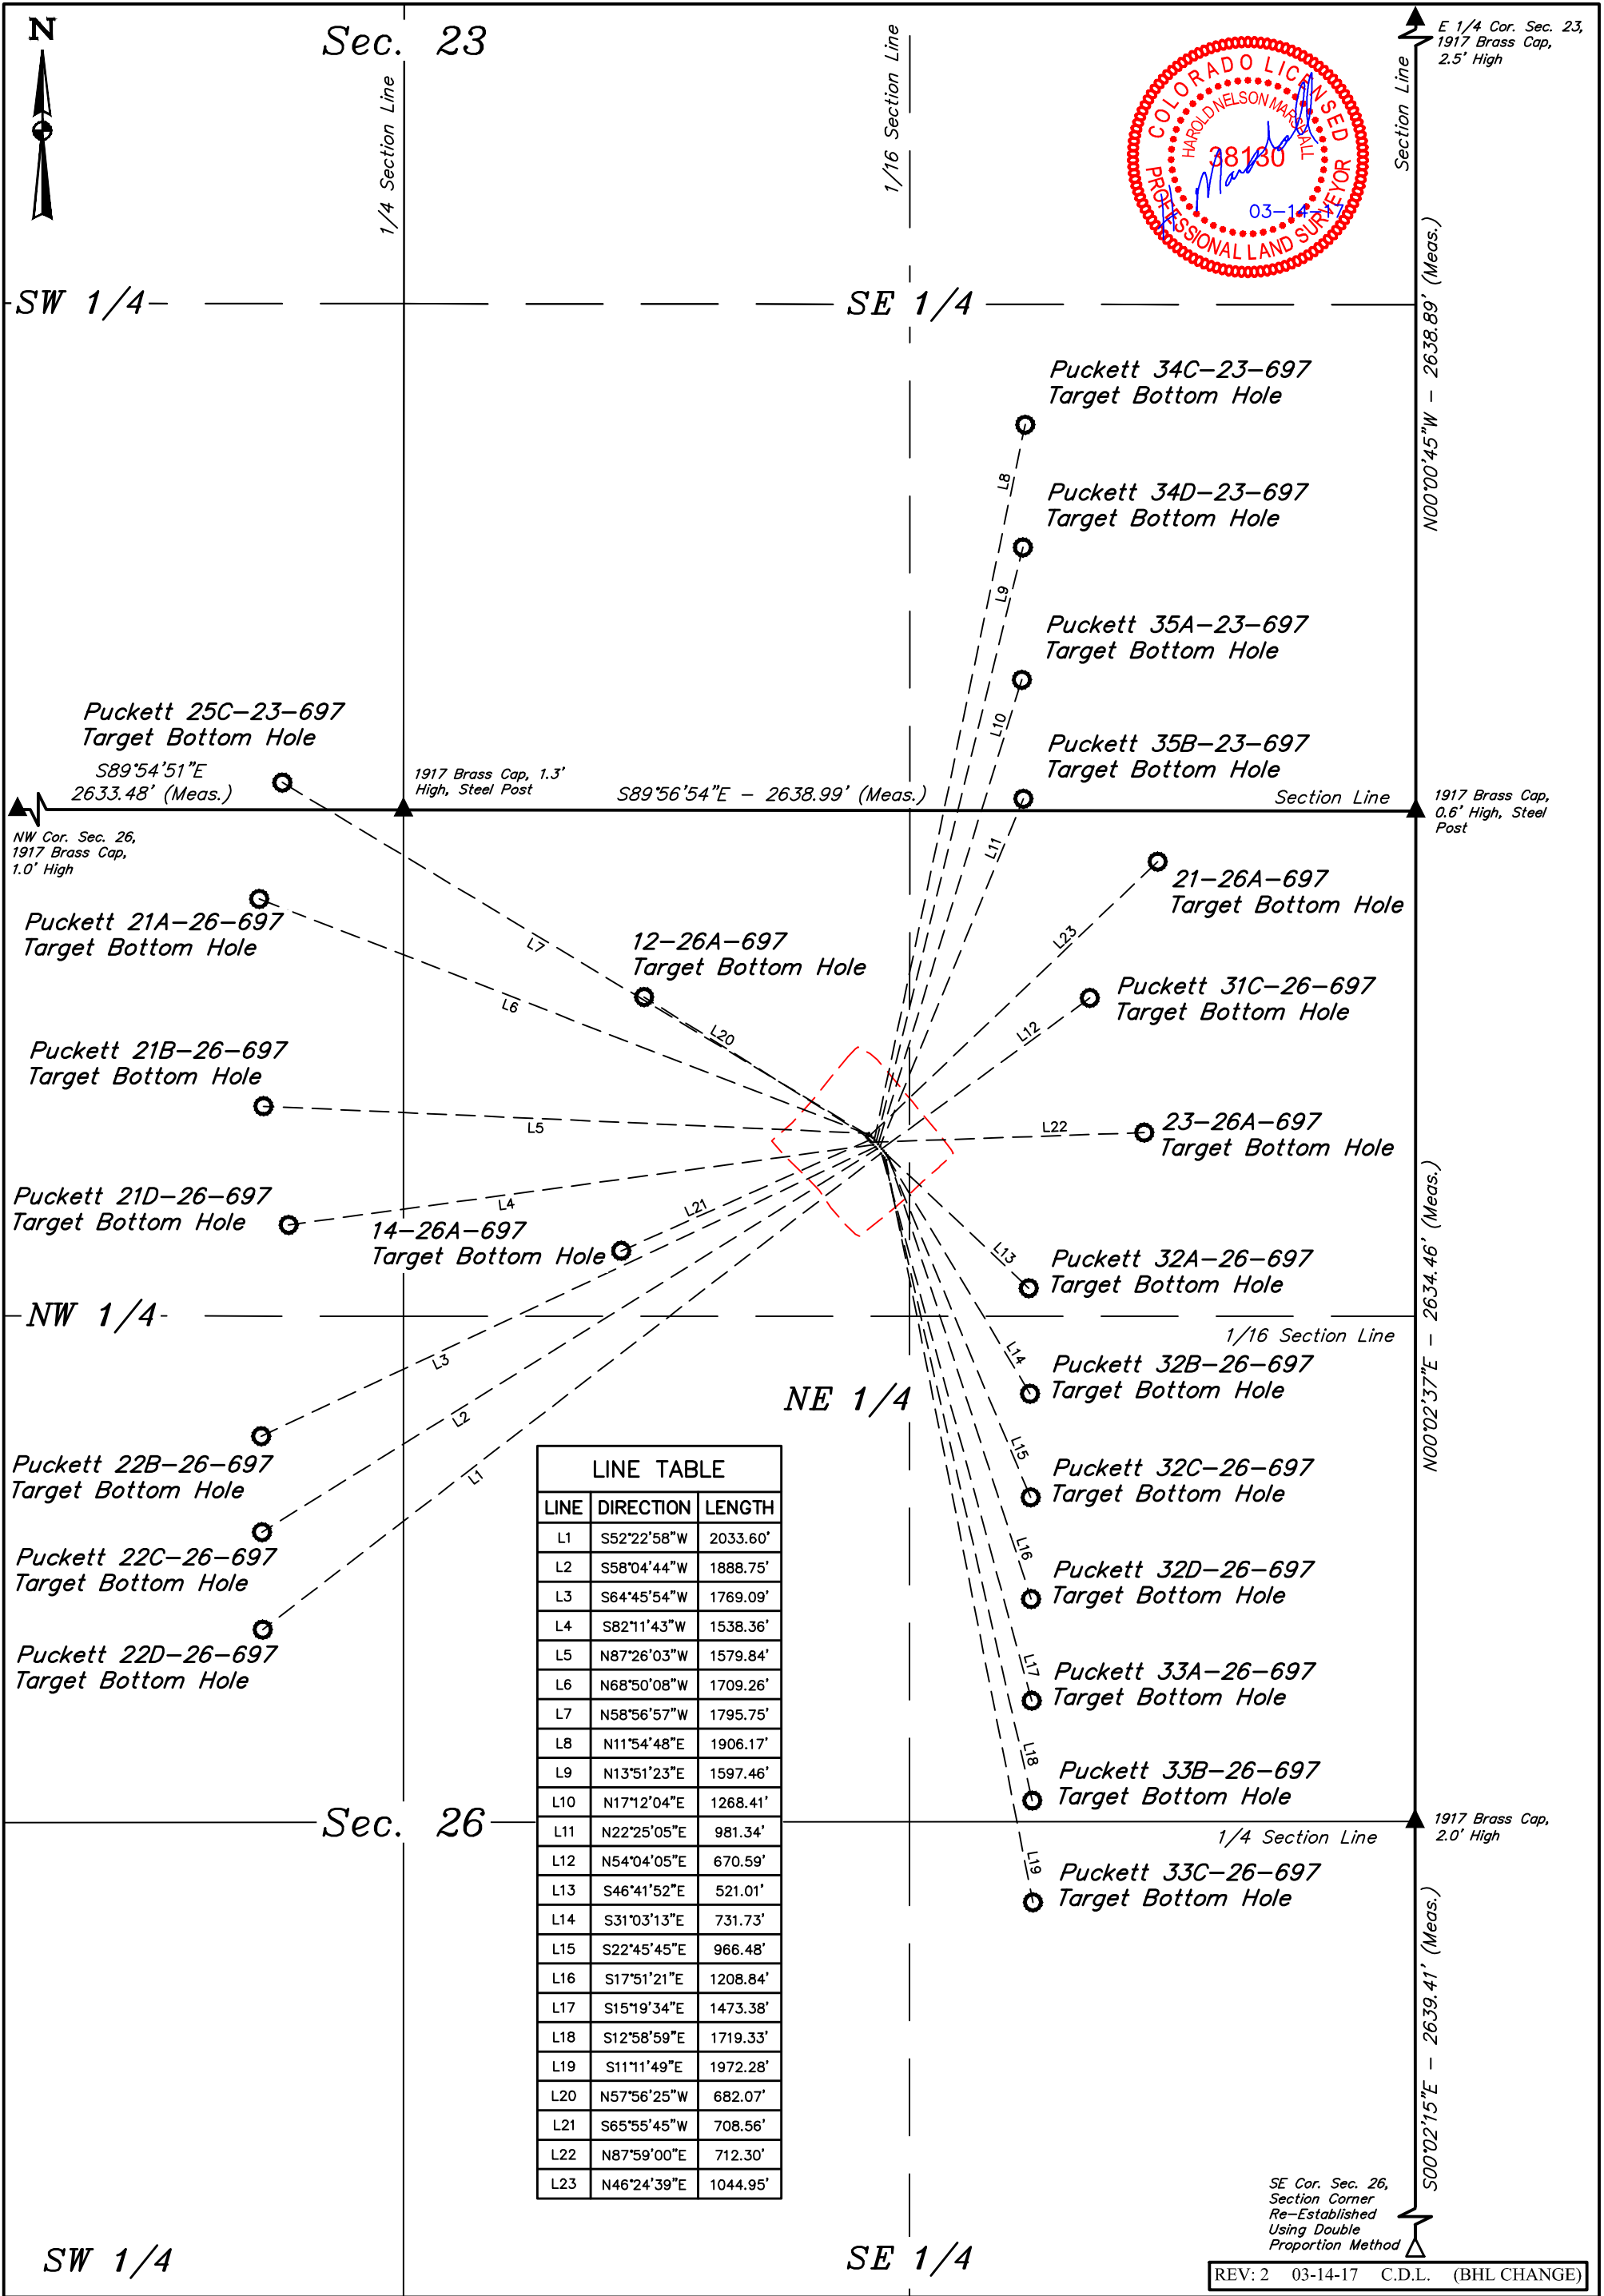 N
Sec. 23
1/4 Section Line
1/16 Section Line
COLORADO LICENSED
HAROLD NELSON MARSHALL
38180
03-14-17
PROFESSIONAL LAND SURVEYOR
Section Line
E 1/4 Cor. Sec. 23,
1917 Brass Cap,
2.5' High
N00°00'45"W - 2638.89' (Meas.)
SW 1/4
SE 1/4
Puckett 34C-23-697
Target Bottom Hole
L8
Puckett 34D-23-697
Target Bottom Hole
L9
Puckett 35A-23-697
Target Bottom Hole
L10
Puckett 35B-23-697
Target Bottom Hole
L11
Puckett 25C-23-697
Target Bottom Hole
S89°54'51"E
2633.48' (Meas.)
1917 Brass Cap, 1.3'
High, Steel Post
S89°56'54"E - 2638.99' (Meas.)
Section Line
1917 Brass Cap,
0.6' High, Steel
Post
NW Cor. Sec. 26,
1917 Brass Cap,
1.0' High
21-26A-697
Target Bottom Hole
L23
Puckett 21A-26-697
Target Bottom Hole
L7
L6
12-26A-697
Target Bottom Hole
L20
Puckett 31C-26-697
Target Bottom Hole
L12
Puckett 21B-26-697
Target Bottom Hole
L5
L22
23-26A-697
Target Bottom Hole
Puckett 21D-26-697
Target Bottom Hole
L4
L21
14-26A-697
Target Bottom Hole
L13
Puckett 32A-26-697
Target Bottom Hole
N00°02'37"E - 2634.46' (Meas.)
NW 1/4
1/16 Section Line
L3
L2
L1
NE 1/4
L14
Puckett 32B-26-697
Target Bottom Hole
Puckett 22B-26-697
Target Bottom Hole
L15
Puckett 32C-26-697
Target Bottom Hole
Puckett 22C-26-697
Target Bottom Hole
L16
Puckett 32D-26-697
Target Bottom Hole
Puckett 22D-26-697
Target Bottom Hole
L17
Puckett 33A-26-697
Target Bottom Hole
L18
Puckett 33B-26-697
Target Bottom Hole
LINE TABLE
LINE DIRECTION LENGTH
L1 S52°22'58"W 2033.60'
L2 S58°04'44"W 1888.75'
L3 S64°45'54"W 1769.09'
L4 S82°11'43"W 1538.36'
L5 N87°26'03"W 1579.84'
L6 N68°50'08"W 1709.26'
L7 N58°56'57"W 1795.75'
L8 N11°54'48"E 1906.17'
L9 N13°51'23"E 1597.46'
L10 N17°12'04"E 1268.41'
L11 N22°25'05"E 981.34'
L12 N54°04'05"E 670.59'
L13 S46°41'52"E 521.01'
L14 S31°03'13"E 731.73'
L15 S22°45'45"E 966.48'
L16 S17°51'21"E 1208.84'
L17 S15°19'34"E 1473.38'
L18 S12°58'59"E 1719.33'
L19 S11°11'49"E 1972.28'
L20 N57°56'25"W 682.07'
L21 S65°55'45"W 708.56'
L22 N87°59'00"E 712.30'
L23 N46°24'39"E 1044.95'
Sec. 26
1/4 Section Line
1917 Brass Cap,
2.0' High
L19
Puckett 33C-26-697
Target Bottom Hole
S00°02'15"E - 2639.41' (Meas.)
SE Cor. Sec. 26,
Section Corner
Re-Established
Using Double
Proportion Method
SW 1/4
SE 1/4
REV: 2 03-14-17 C.D.L. (BHL CHANGE)